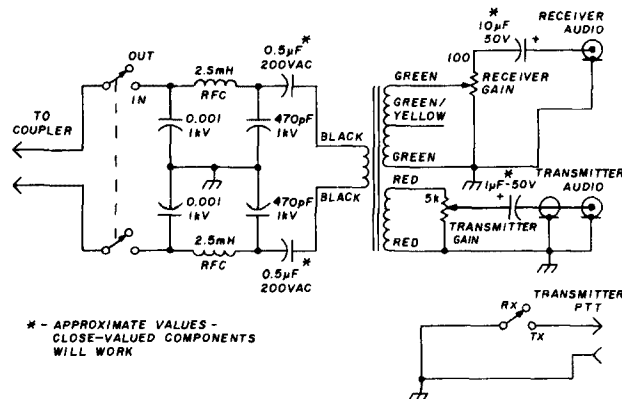 *
10µF
50V
+
RECEIVER
AUDIO
OUT
IN
2.5mH
RFC
0.5µF*
200VAC
100
RECEIVER
GAIN
GREEN
GREEN/
YELLOW
GREEN
TO
COUPLER
0.001
1kV
470pF
1kV
BLACK
BLACK
RED
*
1µF-50V
+
TRANSMITTER
AUDIO
0.001
1kV
470pF
1kV
5k
TRANSMITTER
GAIN
RED
2.5mH
RFC
0.5µF
200VAC
*
* - APPROXIMATE VALUES -
CLOSE-VALUED COMPONENTS
WILL WORK
Rx
TX
TRANSMITTER
PTT